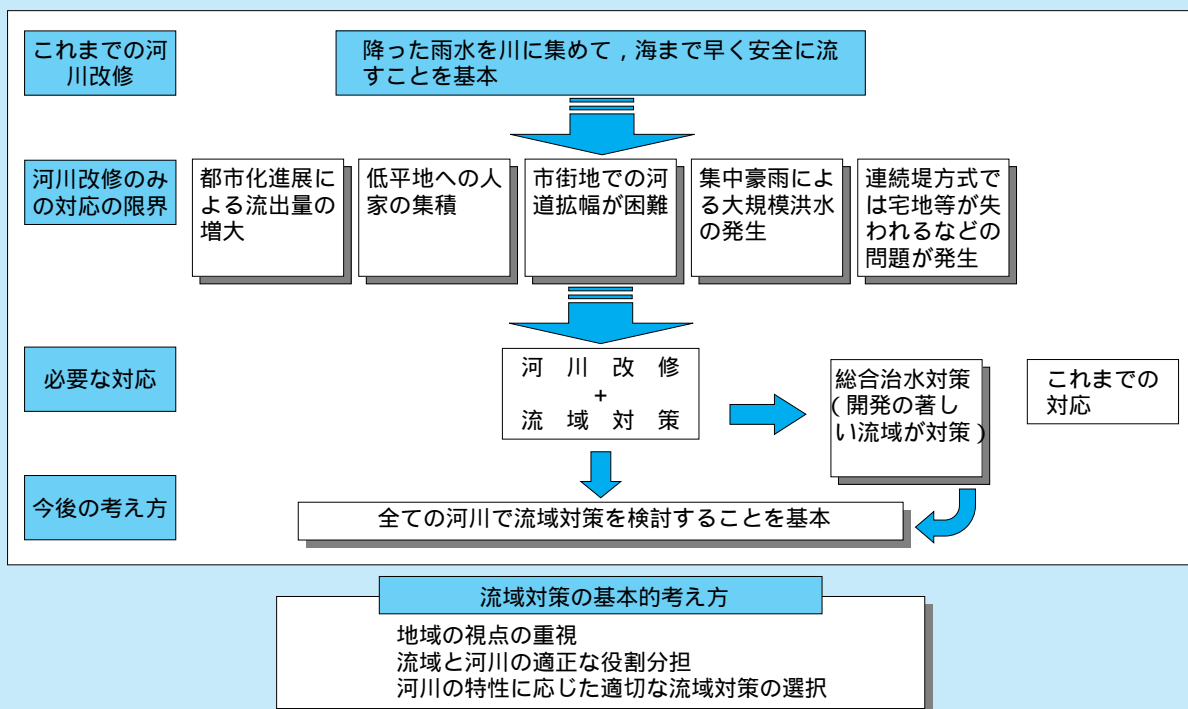 これまでの河
川改修
降った雨水を川に集めて，海まで早く安全に流
すことを基本
河川改修のみ
の対応の限界
都市化進展に
よる流出量の
増大
低平地への人
家の集積
市街地での河
道拡幅が困難
集中豪雨によ
る大規模洪水
の発生
連続堤方式で
は宅地等が失
われるなどの
問題が発生
必要な対応
河川改修
+
流域対策
総合治水対策
(開発の著し
い流域が対策)
これまでの
対応
今後の考え方
全ての河川で流域対策を検討することを基本
流域対策の基本的考え方
地域の視点の重視
流域と河川の適正な役割分担
河川の特性に応じた適切な流域対策の選択